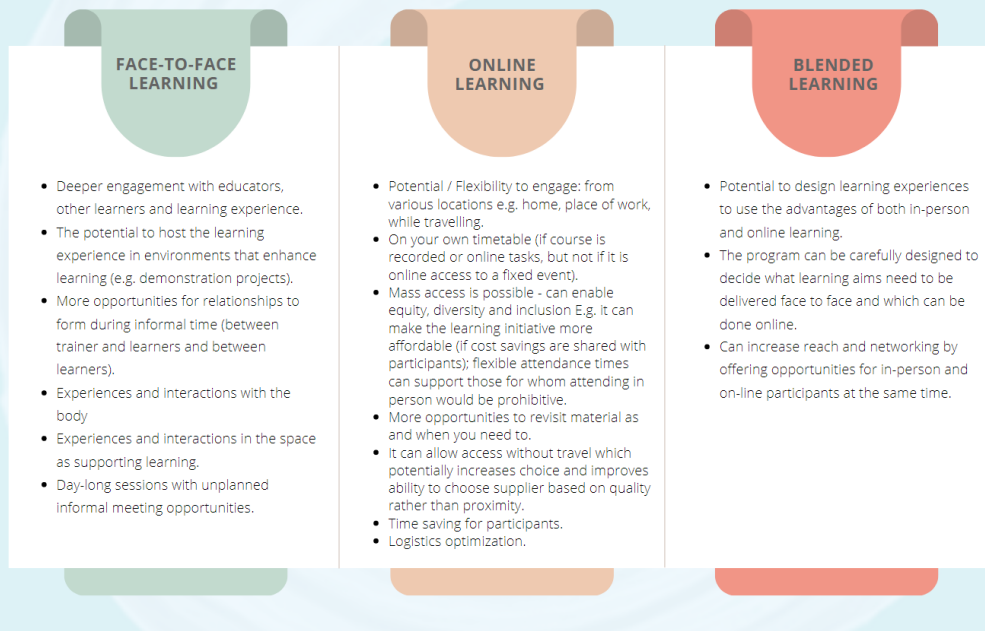 FACE-TO-FACE
LEARNING
• Deeper engagement with educators,
other learners and learning experience.
• The potential to host the learning
experience in environments that enhance
learning (e.g. demonstration projects).
• More opportunities for relationships to
form during informal time (between
trainer and learners and between
learners).
• Experiences and interactions with the
body
• Experiences and interactions in the space
as supporting learning.
• Day-long sessions with unplanned
informal meeting opportunities.
ONLINE
LEARNING
• Potential / Flexibility to engage: from
various locations e.g. home, place of work,
while travelling.
• On your own timetable (if course is
recorded or online tasks, but not if it is
online access to a fixed event).
• Mass access is possible - can enable
equity, diversity and inclusion E.g. it can
make the learning initiative more
affordable (if cost savings are shared with
participants); flexible attendance times
can support those for whom attending in
person would be prohibitive.
• More opportunities to revisit material as
and when you need to.
• It can allow access without travel which
potentially increases choice and improves
ability to choose supplier based on quality
rather than proximity.
• Time saving for participants.
• Logistics optimization.
BLENDED
LEARNING
• Potential to design learning experiences
to use the advantages of both in-person
and online learning.
• The program can be carefully designed to
decide what learning aims need to be
delivered face to face and which can be
done online.
• Can increase reach and networking by
offering opportunities for in-person and
on-line participants at the same time.